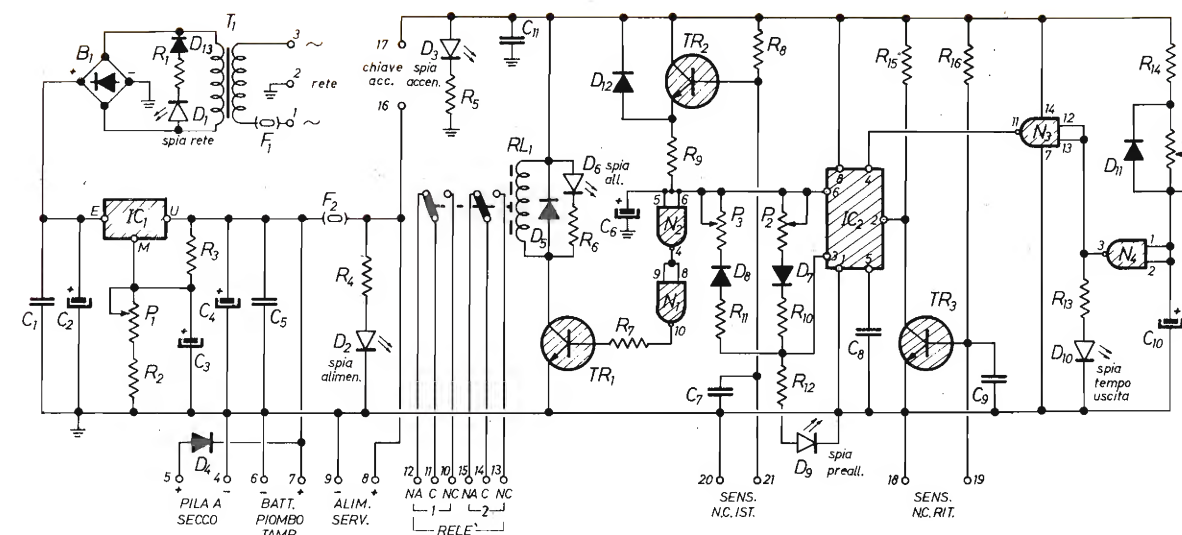 T1
3
~
2
rete
1
~
F1
B1
+
-
R1
D13
D1
spia rete
17
chiave
acc.
16
D3
spia
accen.
R5
C11
TR2
D12
R9
R8
R15
R16
R14
D11
14
11
N3
12
13
7
E
IC1
U
M
F2
R3
R4
P1
R2
C1
C2
C3
C4
C5
D2
spia
alimen.
RL1
D5
D6
spia
all.
R6
TR1
R7
C6
5
6
N2
4
9
8
N1
10
P3
D8
R11
P2
D7
R10
R12
C7
D9
spia
preall.
8
4
6
IC2
2
3
1
5
C8
TR3
C9
3
N4
1
2
R13
D10
spia
tempo
uscita
C10
D4
5
+
4
-
6
-
7
+
9
-
8
+
12
11
10
15
14
13
NA C NC NA C NC
1
2
RELE'
20
21
18
19
PILA A
SECCO
BATT.
PIOMBO
TAMP.
ALIM.
SERV.
SENS.
N.C. IST.
SENS.
N.C. RIT.